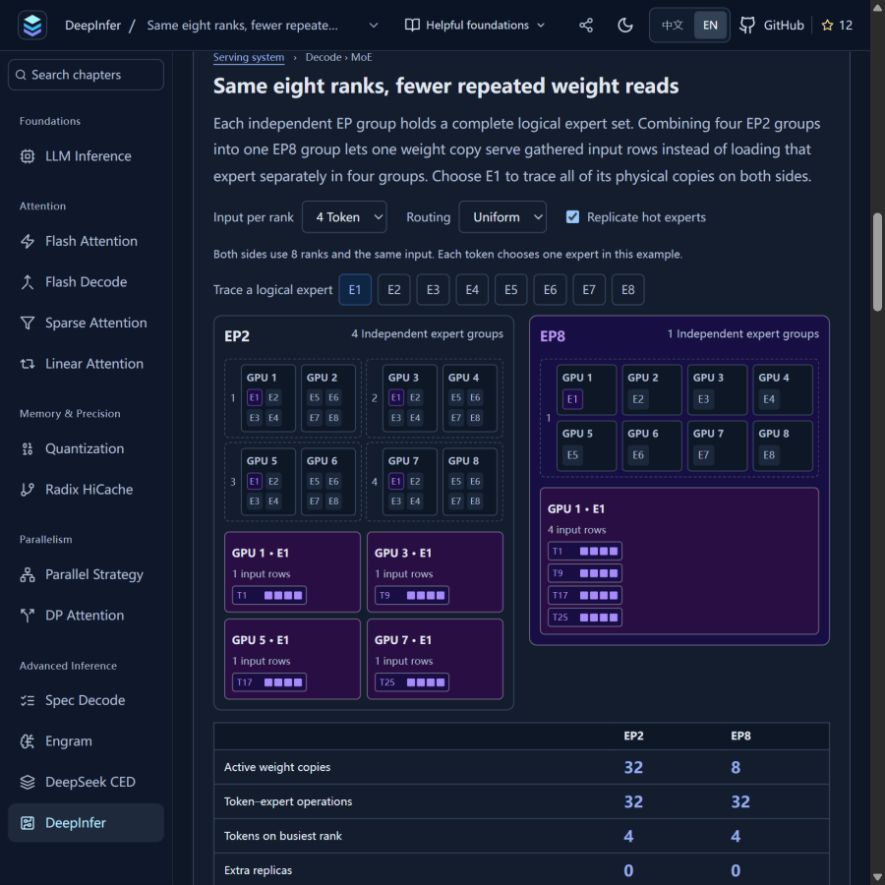 DeepInfer / Same eight ranks, fewer repeate... Helpful foundations 中文 EN GitHub 12
Search chapters
Foundations
LLM Inference
Attention
Flash Attention
Flash Decode
Sparse Attention
Linear Attention
Memory & Precision
Quantization
Radix HiCache
Parallelism
Parallel Strategy
DP Attention
Advanced Inference
Spec Decode
Engram
DeepSeek CED
DeepInfer
Serving system › Decode › MoE
Same eight ranks, fewer repeated weight reads
Each independent EP group holds a complete logical expert set. Combining four EP2 groups
into one EP8 group lets one weight copy serve gathered input rows instead of loading that
expert separately in four groups. Choose E1 to trace all of its physical copies on both sides.
Input per rank 4 Token Routing Uniform Replicate hot experts
Both sides use 8 ranks and the same input. Each token chooses one expert in this example.
Trace a logical expert E1 E2 E3 E4 E5 E6 E7 E8
EP2 4 Independent expert groups
GPU 1 GPU 2 GPU 3 GPU 4
1 E1 E2 E5 E6 2 E1 E2 E5 E6
E3 E4 E7 E8 E3 E4 E7 E8
GPU 5 GPU 6 GPU 7 GPU 8
3 E1 E2 E5 E6 4 E1 E2 E5 E6
E3 E4 E7 E8 E3 E4 E7 E8
GPU 1 • E1 GPU 3 • E1
1 input rows 1 input rows
T1 T9
GPU 5 • E1 GPU 7 • E1
1 input rows 1 input rows
T17 T25
EP8 1 Independent expert groups
GPU 1 GPU 2 GPU 3 GPU 4
E1 E2 E3 E4
1
GPU 5 GPU 6 GPU 7 GPU 8
E5 E6 E7 E8
GPU 1 • E1
4 input rows
T1
T9
T17
T25
EP2 EP8
Active weight copies 32 8
Token–expert operations 32 32
Tokens on busiest rank 4 4
Extra replicas 0 0